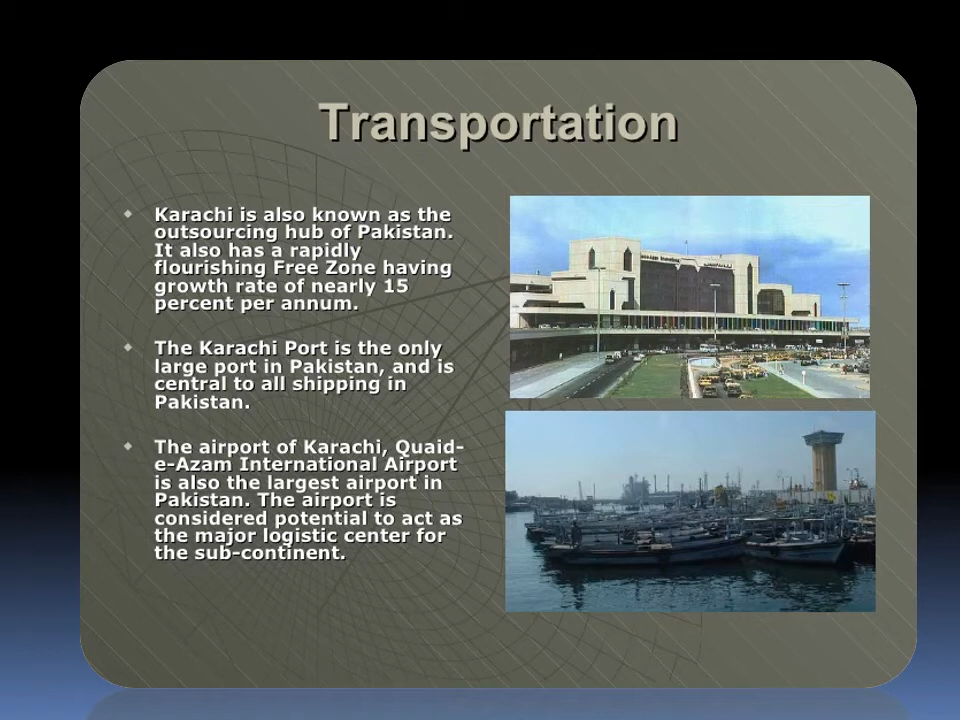 Transportation
Karachi is also known as the
outsourcing hub of Pakistan.
It also has a rapidly
flourishing Free Zone having
growth rate of nearly 15
percent per annum.
The Karachi Port is the only
large port in Pakistan, and is
central to all shipping in
Pakistan.
The airport of Karachi, Quaid-
e-Azam International Airport
is also the largest airport in
Pakistan. The airport is
considered potential to act as
the major logistic center for
the sub-continent.